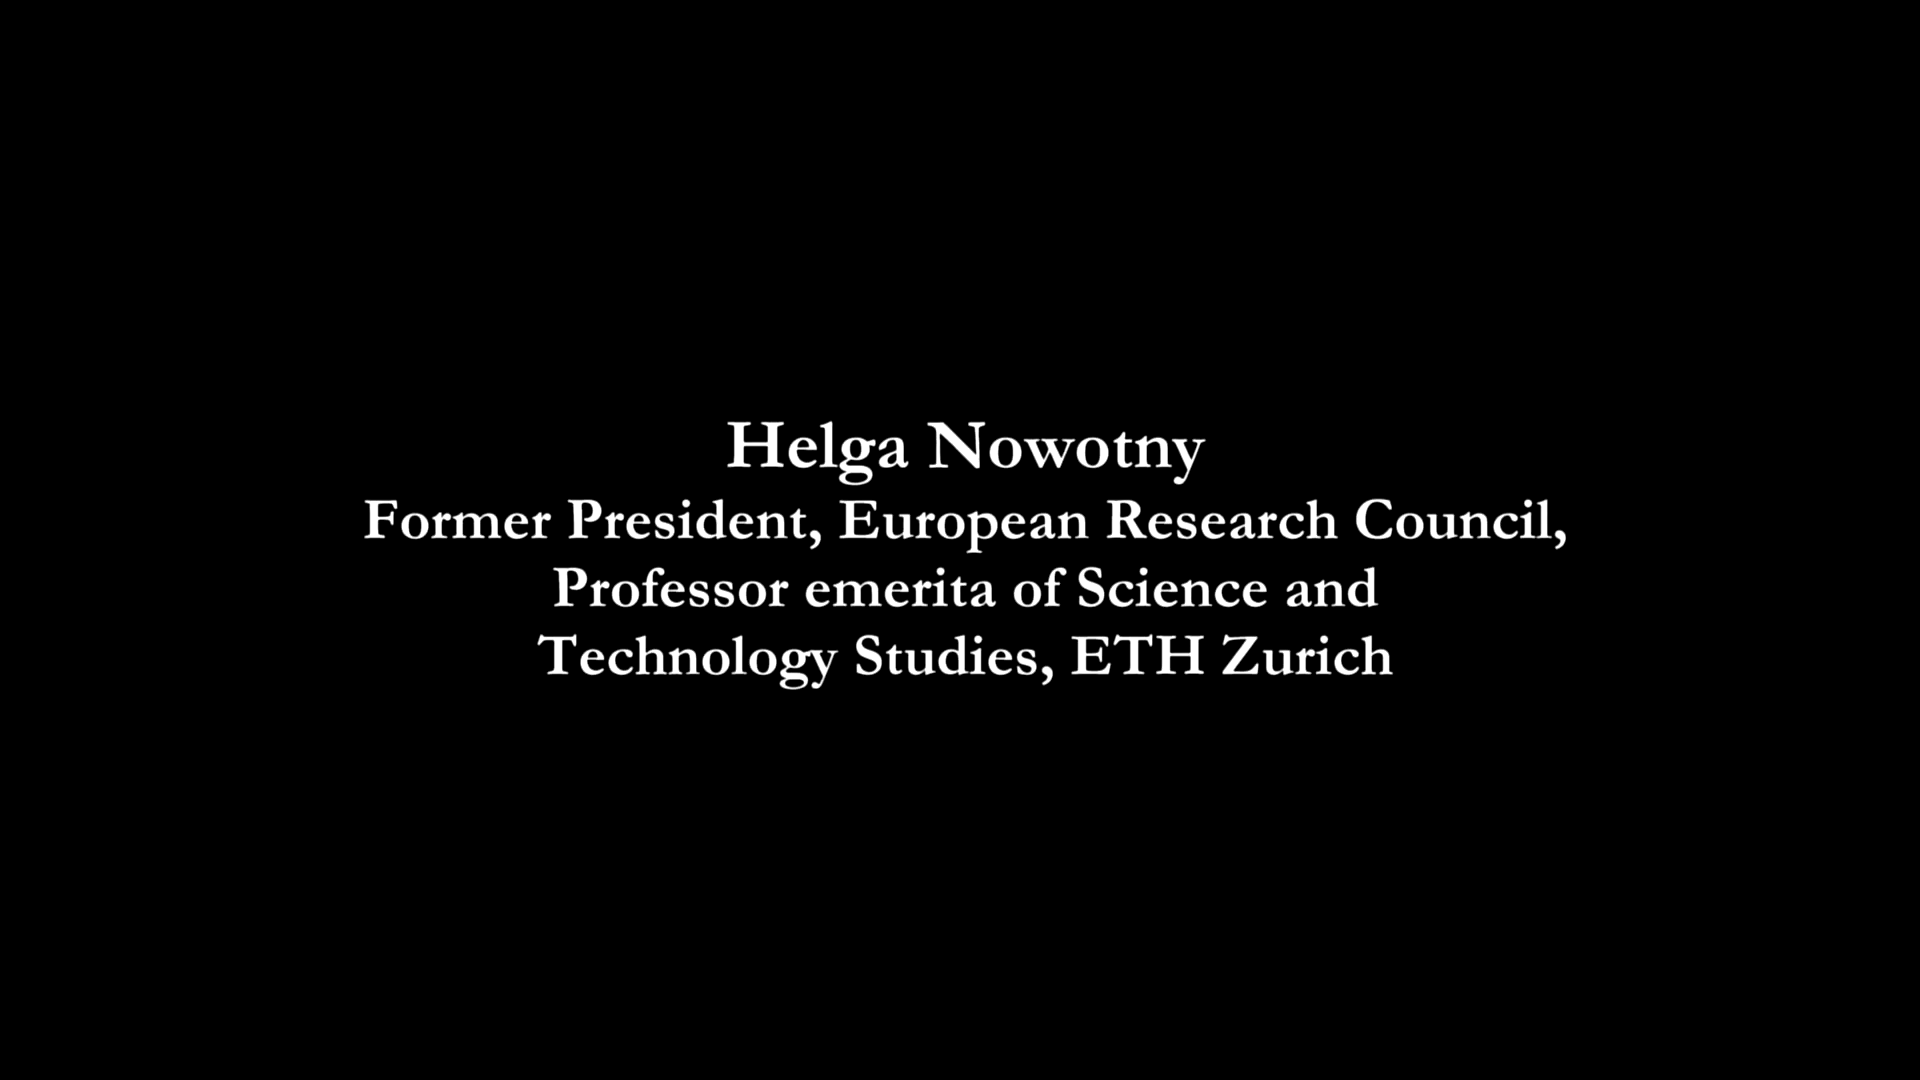 Helga Nowotny
Former President, European Research Council,
Professor emerita of Science and
Technology Studies, ETH Zurich